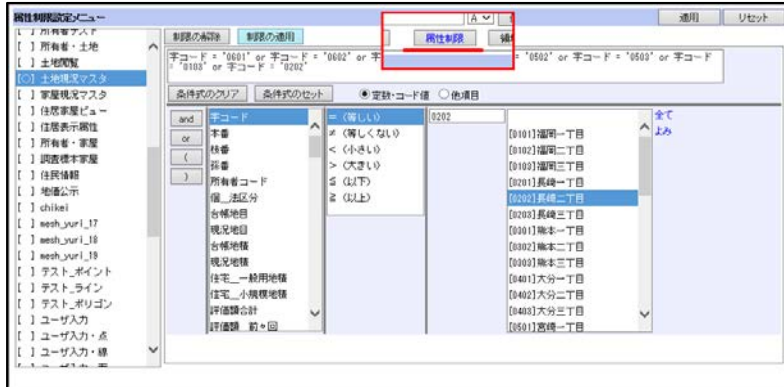 属性制限設定メニュー
適用
リセット
制限の解除
制限の適用
A
属性制限
字コード = '0601' or 字コード = '0602' or 字コード
= '0502' or 字コード = '0503' or 字コード =
'0103' or 字コード = '0202'
条件式のクリア
条件式のセット
定数・コード値
他項目
[ ] 所有者・土地
[ ] 土地閲覧
[○] 土地現況マスタ
[ ] 家屋現況マスタ
[ ] 住居家屋ビュー
[ ] 住居表示属性
[ ] 所有者・家屋
[ ] 調査標本家屋
[ ] 住民情報
[ ] 地価公示
[ ] chikei
[ ] mesh_yuri_17
[ ] mesh_yuri_18
[ ] mesh_yuri_19
[ ] テスト_ポイント
[ ] テスト_ライン
[ ] テスト_ポリゴン
[ ] ユーザ入力
[ ] ユーザ入力・点
[ ] ユーザ入力・線
and
or
(
)
字コード
本番
枝番
孫番
所有者コード
個_法区分
台帳地目
現況地目
台帳地積
現況地積
住宅__一般用地積
住宅__小規模地積
評価額合計
評価額__前々回
= (等しい)
≠ (等しくない)
< (小さい)
> (大きい)
≦ (以下)
≧ (以上)
0202
[0101]福岡一丁目
[0102]福岡二丁目
[0103]福岡三丁目
[0201]長崎一丁目
[0202]長崎二丁目
[0203]長崎三丁目
[0301]熊本一丁目
[0302]熊本二丁目
[0303]熊本三丁目
[0401]大分一丁目
[0402]大分二丁目
[0403]大分三丁目
[0501]宮崎一丁目
全て
よみ